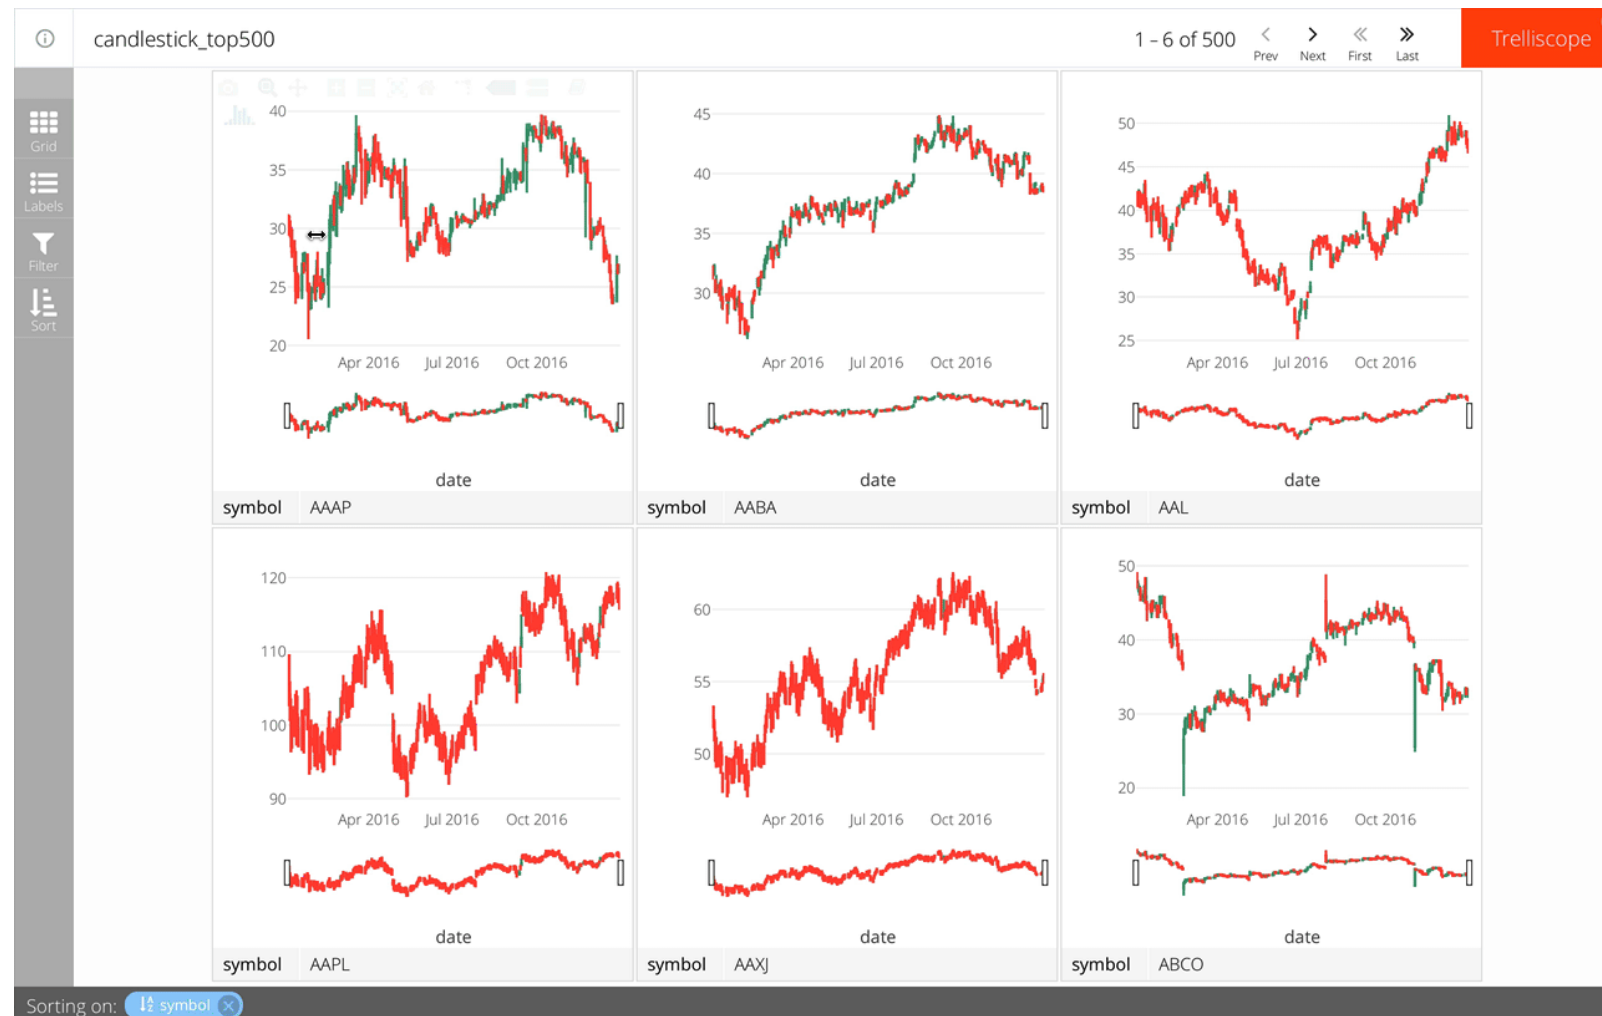 candlestick_top500
1 - 6 of 500
Prev
Next
First
Last
Trelliscope
Grid
Labels
Filter
Sort
40
35
30
25
20
Apr 2016 Jul 2016 Oct 2016
date
symbol AAAP
45
40
35
30
Apr 2016 Jul 2016 Oct 2016
date
symbol AABA
50
45
40
35
30
25
Apr 2016 Jul 2016 Oct 2016
date
symbol AAL
120
110
100
90
Apr 2016 Jul 2016 Oct 2016
date
symbol AAPL
60
55
50
Apr 2016 Jul 2016 Oct 2016
date
symbol AAXJ
50
40
30
20
Apr 2016 Jul 2016 Oct 2016
date
symbol ABCO
Sorting on: symbol